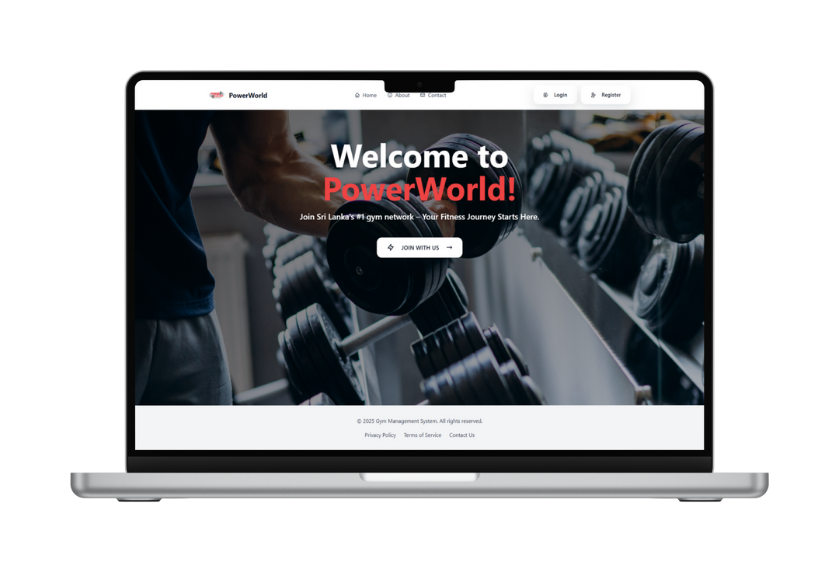 PowerWorld
Home About Contact
Login
Register
Welcome to
PowerWorld!
Join Sri Lanka's #1 gym network – Your Fitness Journey Starts Here.
JOIN WITH US →
© 2025 Gym Management System. All rights reserved.
Privacy Policy Terms of Service Contact Us